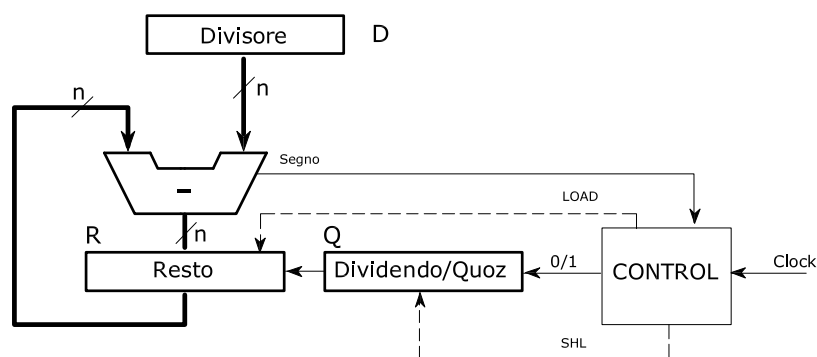 Divisore D
n
n
Segno
-
LOAD
n
R
Q
Resto
Dividendo/Quoz
0/1
CONTROL
Clock
SHL